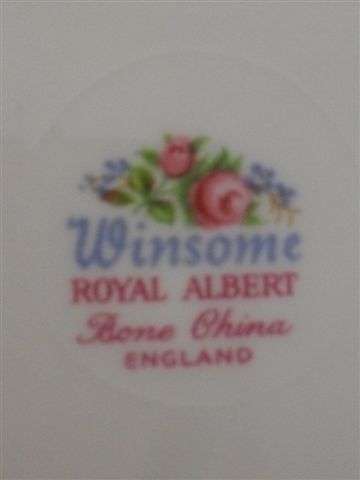 Winsome
ROYAL ALBERT
Bone China
ENGLAND